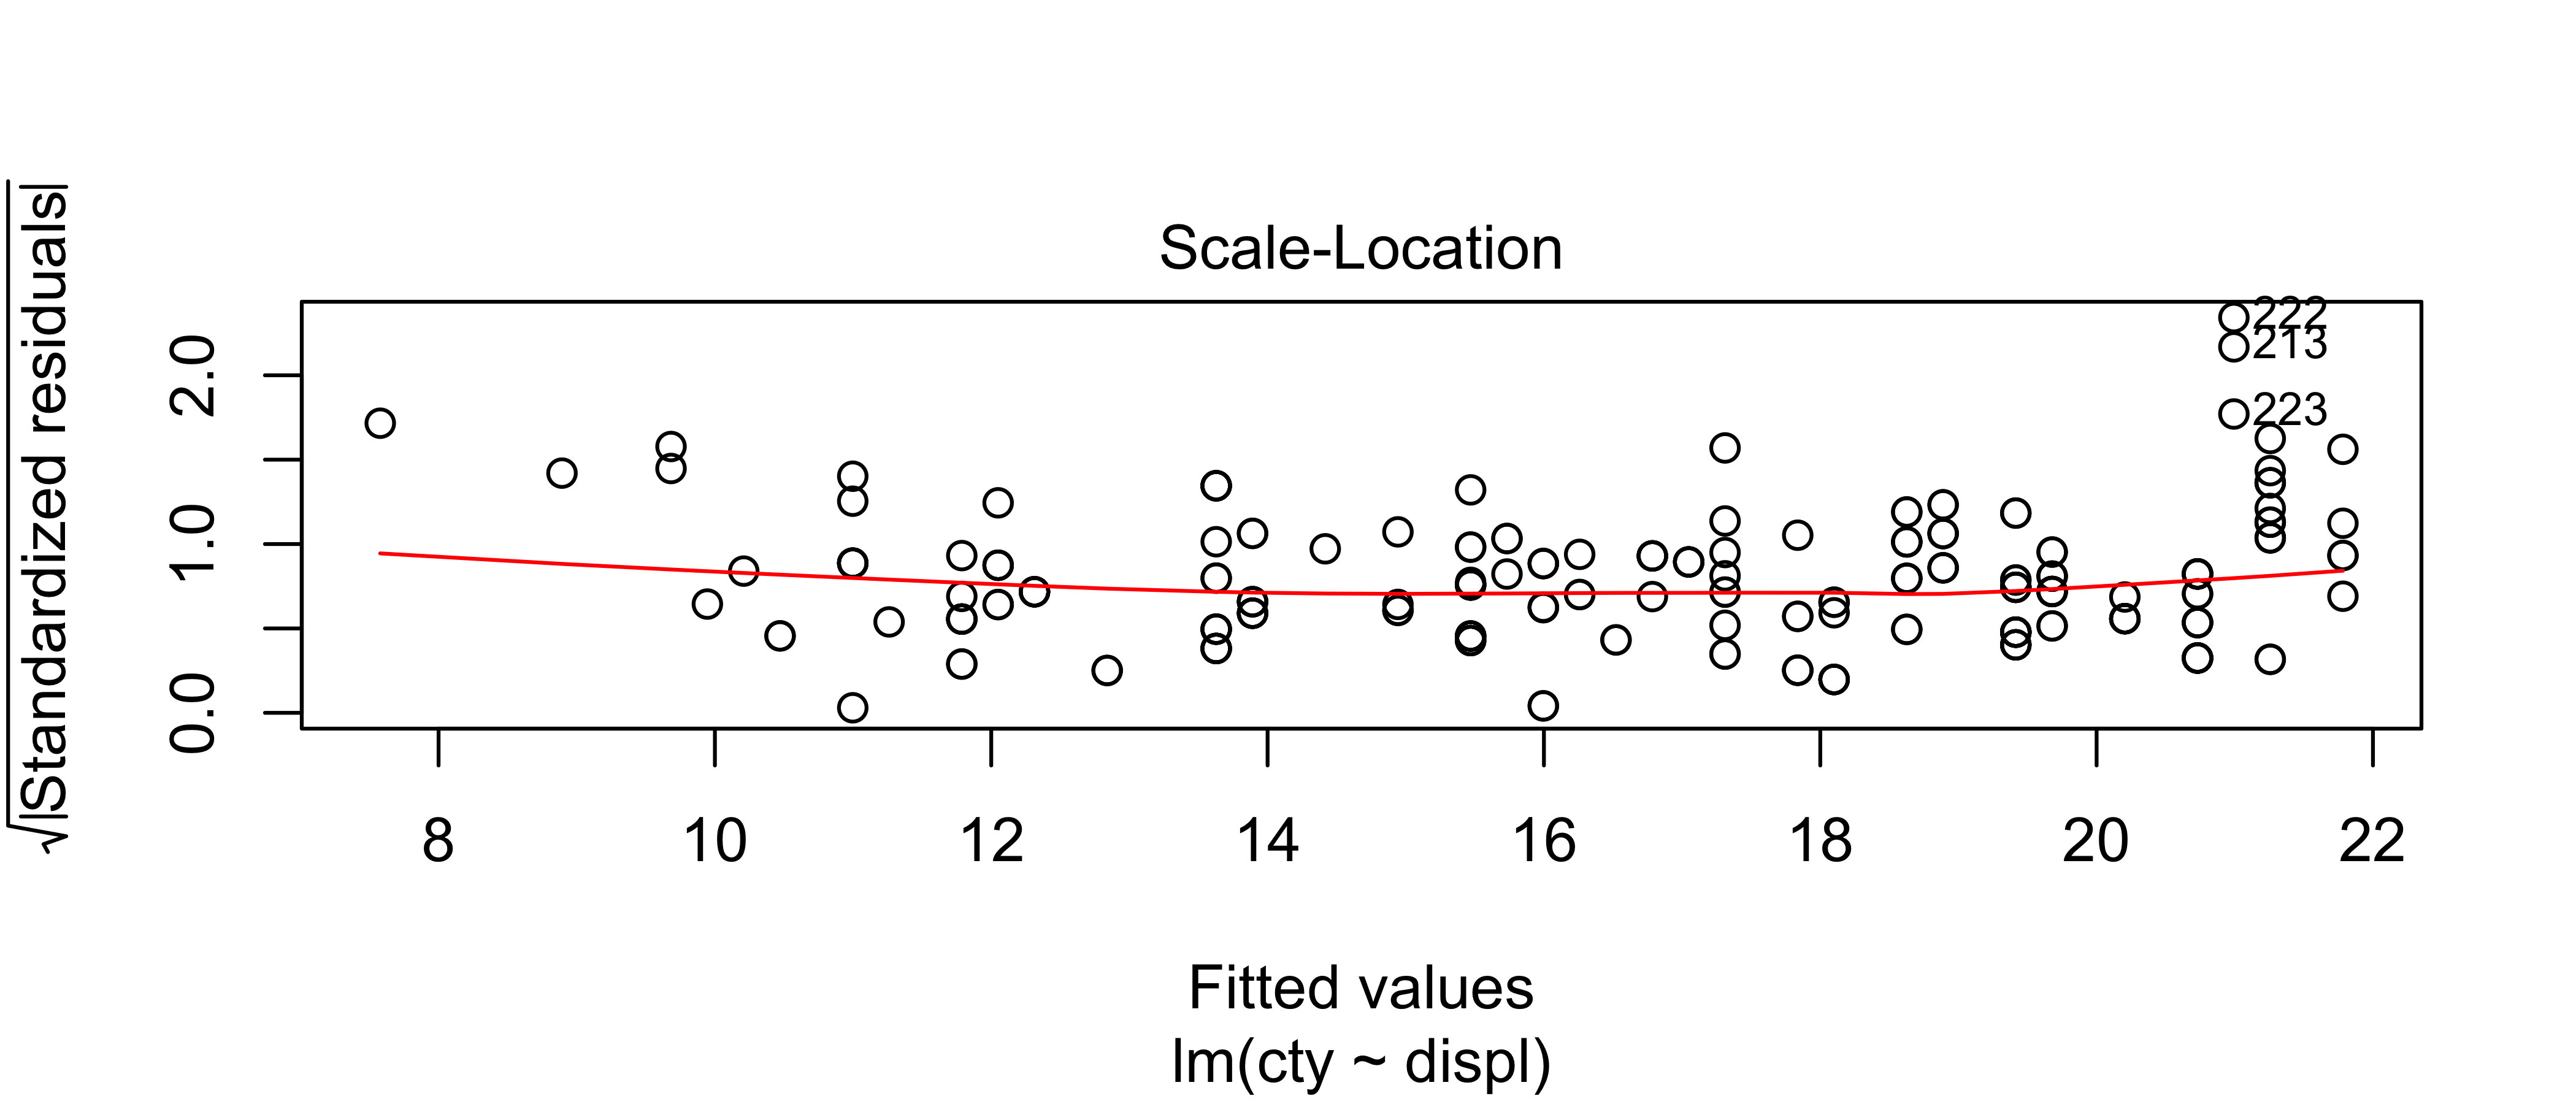 Scale-Location
√|Standardized residuals|
2.0
1.0
0.0
222
213
223
8 10 12 14 16 18 20 22
Fitted values
lm(cty ~ displ)